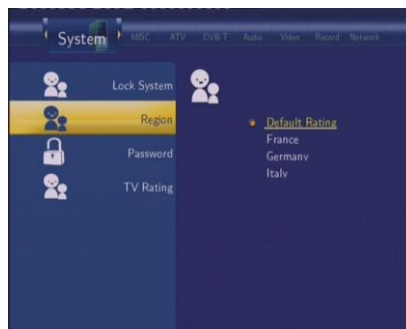 System MISC ATV DVB-T Audio Video Record Network
Lock System
Region
Password
TV Rating
Default Rating
France
Germany
Italy